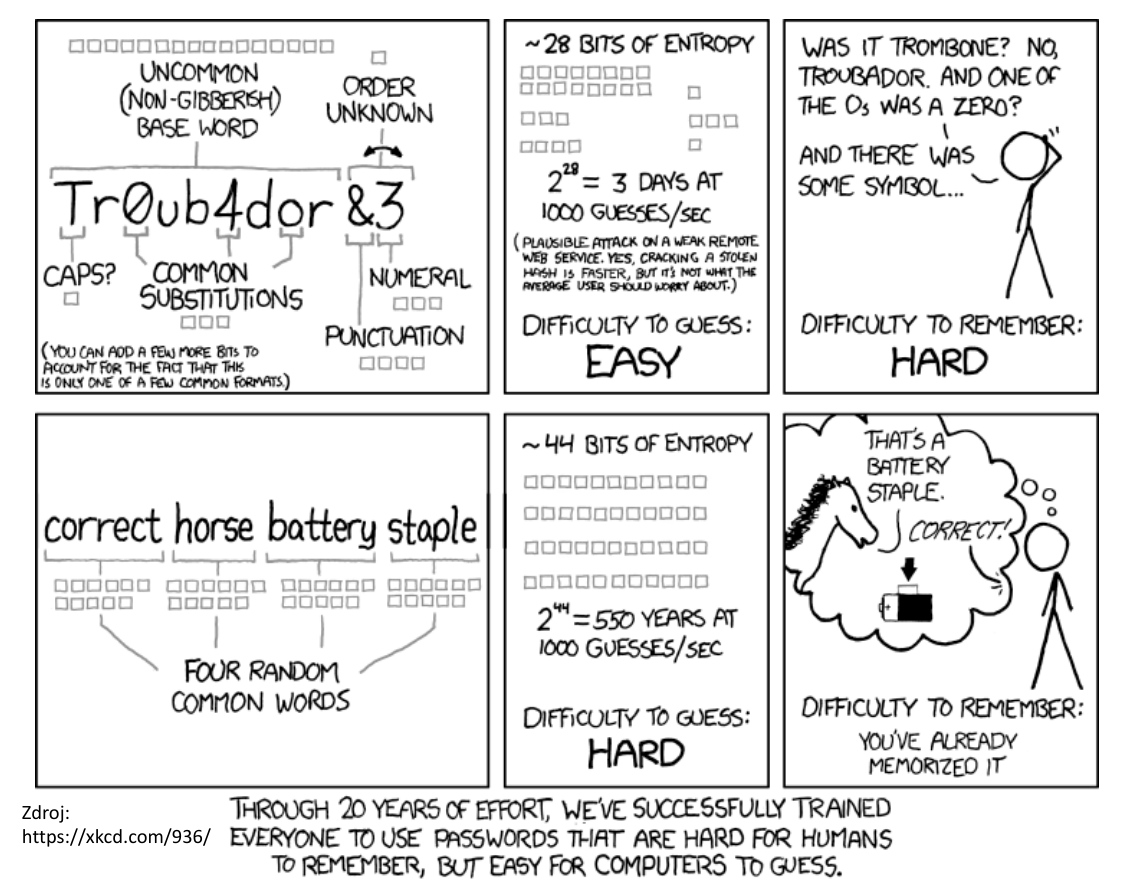 UNCOMMON
(NON-GIBBERISH)
BASE WORD
ORDER
UNKNOWN
Tr0ub4dor &3
CAPS?
COMMON
SUBSTITUTIONS
NUMERAL
PUNCTUATION
(YOU CAN ADD A FEW MORE BITS TO
ACCOUNT FOR THE FACT THAT THIS
IS ONLY ONE OF A FEW COMMON FORMATS.)
~28 BITS OF ENTROPY
2^28 = 3 DAYS AT
1000 GUESSES/SEC
(PLAUSIBLE ATTACK ON A WEAK REMOTE
WEB SERVICE. YES, CRACKING A STOLEN
HASH IS FASTER, BUT IT'S NOT WHAT THE
AVERAGE USER SHOULD WORRY ABOUT.)
DIFFICULTY TO GUESS:
EASY
WAS IT TROMBONE? NO,
TROUBADOR. AND ONE OF
THE Os WAS A ZERO?
AND THERE WAS
SOME SYMBOL...
DIFFICULTY TO REMEMBER:
HARD
correct horse battery staple
FOUR RANDOM
COMMON WORDS
~44 BITS OF ENTROPY
2^44 = 550 YEARS AT
1000 GUESSES/SEC
DIFFICULTY TO GUESS:
HARD
THAT'S A
BATTERY
STAPLE.
CORRECT!
DIFFICULTY TO REMEMBER:
YOU'VE ALREADY
MEMORIZED IT
Zdroj:
https://xkcd.com/936/
THROUGH 20 YEARS OF EFFORT, WE'VE SUCCESSFULLY TRAINED
EVERYONE TO USE PASSWORDS THAT ARE HARD FOR HUMANS
TO REMEMBER, BUT EASY FOR COMPUTERS TO GUESS.